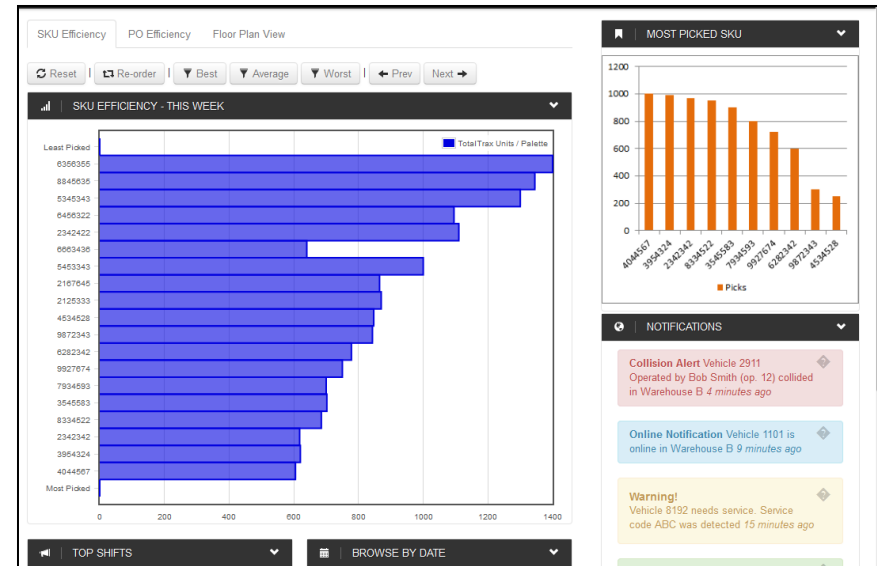 SKU Efficiency PO Efficiency Floor Plan View
Reset Re-order Best Average Worst Prev Next
SKU EFFICIENCY - THIS WEEK
TotalTrax Units / Palette
Least Picked
6356355
8845635
5345343
6456322
2342422
6663436
5453343
2167645
2125333
4534528
9872343
6282342
9927674
7934593
3545583
8334522
2342342
3954324
4044567
Most Picked
0 200 400 600 800 1000 1200 1400
TOP SHIFTS
BROWSE BY DATE
MOST PICKED SKU
1200
1000
800
600
400
200
0
4044567 3954324 2342342 8334522 3545583 7934593 9927674 6282342 9872343 4534528
Picks
NOTIFICATIONS
Collision Alert Vehicle 2911
Operated by Bob Smith (op. 12) collided
in Warehouse B 4 minutes ago
Online Notification Vehicle 1101 is
online in Warehouse B 9 minutes ago
Warning!
Vehicle 8192 needs service. Service
code ABC was detected 15 minutes ago